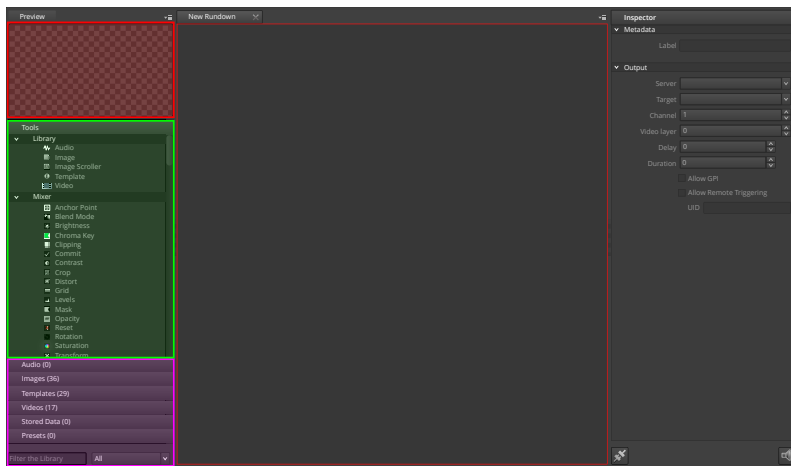 Preview
New Rundown
Inspector
Metadata
Label
Output
Server
Target
Channel 1
Video layer 0
Delay 0
Duration 0
Allow GPI
Allow Remote Triggering
UID
Tools
Library
Audio
Image
Image Scroller
Template
Video
Mixer
Anchor Point
Blend Mode
Brightness
Chroma Key
Clipping
Commit
Contrast
Crop
Distort
Grid
Levels
Mask
Opacity
Reset
Rotation
Saturation
Transform
Audio (0)
Images (36)
Templates (29)
Videos (17)
Stored Data (0)
Presets (0)
Filter the Library All